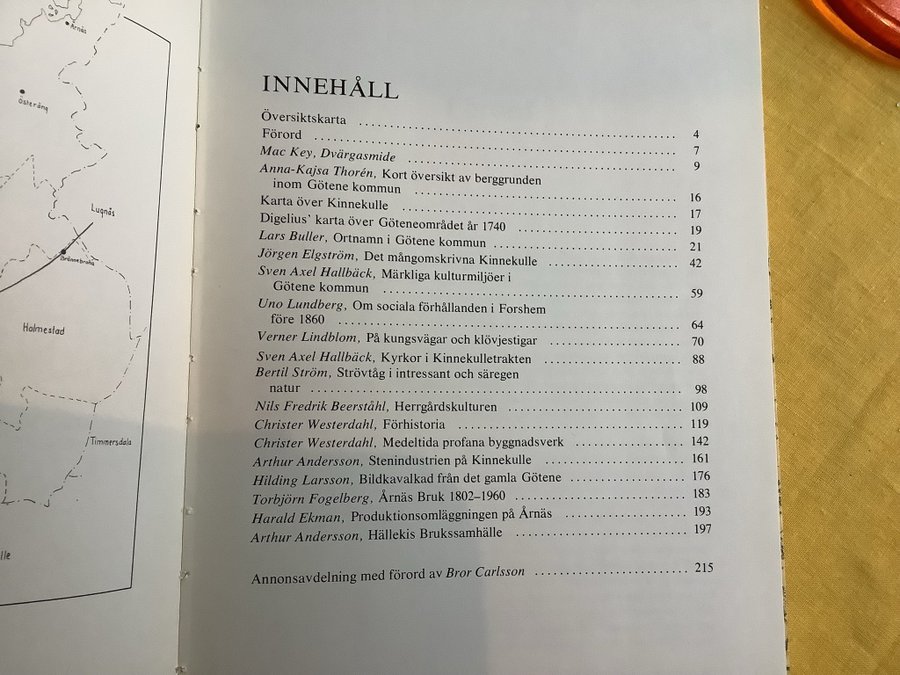 Årnäs
Österäng
Lugnås
Brännebrona
Holmestad
Timmersdala
lle
INNEHÅLL
Översiktskarta ........ 4
Förord ........ 7
Mac Key, Dvärgasmide ........ 9
Anna-Kajsa Thorén, Kort översikt av berggrunden
inom Götene kommun ........ 16
Karta över Kinnekulle ........ 17
Digelius' karta över Göteneområdet år 1740 ........ 19
Lars Buller, Ortnamn i Götene kommun ........ 21
Jörgen Elgström, Det mångomskrivna Kinnekulle ........ 42
Sven Axel Hallbäck, Märkliga kulturmiljöer i
Götene kommun ........ 59
Uno Lundberg, Om sociala förhållanden i Forshem
före 1860 ........ 64
Verner Lindblom, På kungsvägar och klövjestigar ........ 70
Sven Axel Hallbäck, Kyrkor i Kinnekulletrakten ........ 88
Bertil Ström, Strövtåg i intressant och säregen
natur ........ 98
Nils Fredrik Beerståhl, Herrgårdskulturen ........ 109
Christer Westerdahl, Förhistoria ........ 119
Christer Westerdahl, Medeltida profana byggnadsverk ........ 142
Arthur Andersson, Stenindustrien på Kinnekulle ........ 161
Hilding Larsson, Bildkavalkad från det gamla Götene ........ 176
Torbjörn Fogelberg, Årnäs Bruk 1802–1960 ........ 183
Harald Ekman, Produktionsomläggningen på Årnäs ........ 193
Arthur Andersson, Hällekis Brukssamhälle ........ 197
Annonsavdelning med förord av Bror Carlsson ........ 215